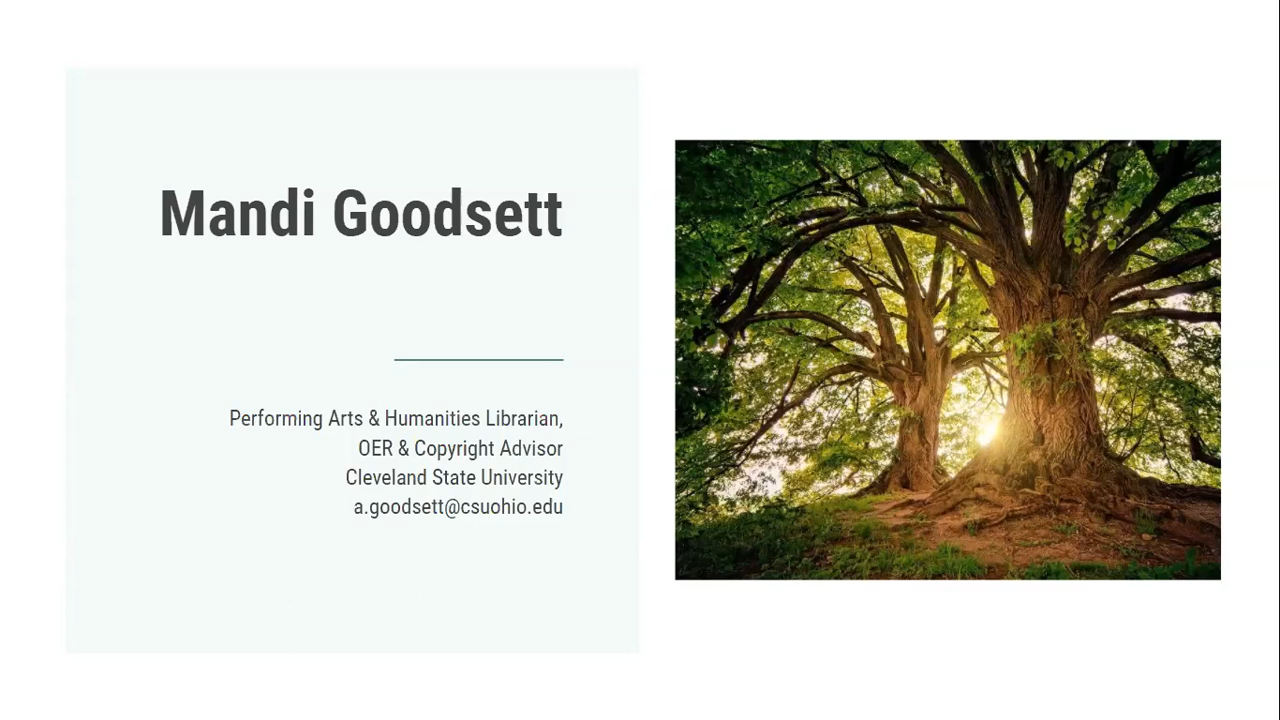 Mandi Goodsett
Performing Arts & Humanities Librarian,
OER & Copyright Advisor
Cleveland State University
a.goodsett@csuohio.edu